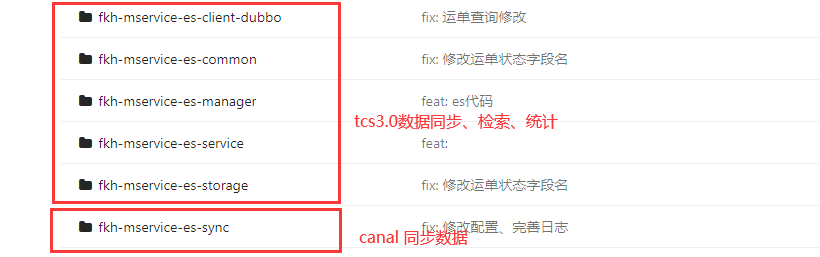 fkh-mservice-es-client-dubbo fix: 运单查询修改
fkh-mservice-es-common fix: 修改运单状态字段名
fkh-mservice-es-manager feat: es代码
tcs3.0数据同步、检索、统计
fkh-mservice-es-service feat:
fkh-mservice-es-storage fix: 修改运单状态字段名
fkh-mservice-es-sync fix: 修改配置、完善日志
canal 同步数据